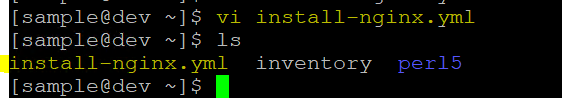 [sample@dev ~]$ vi install-nginx.yml
[sample@dev ~]$ ls
install-nginx.yml  inventory  perl5
[sample@dev ~]$